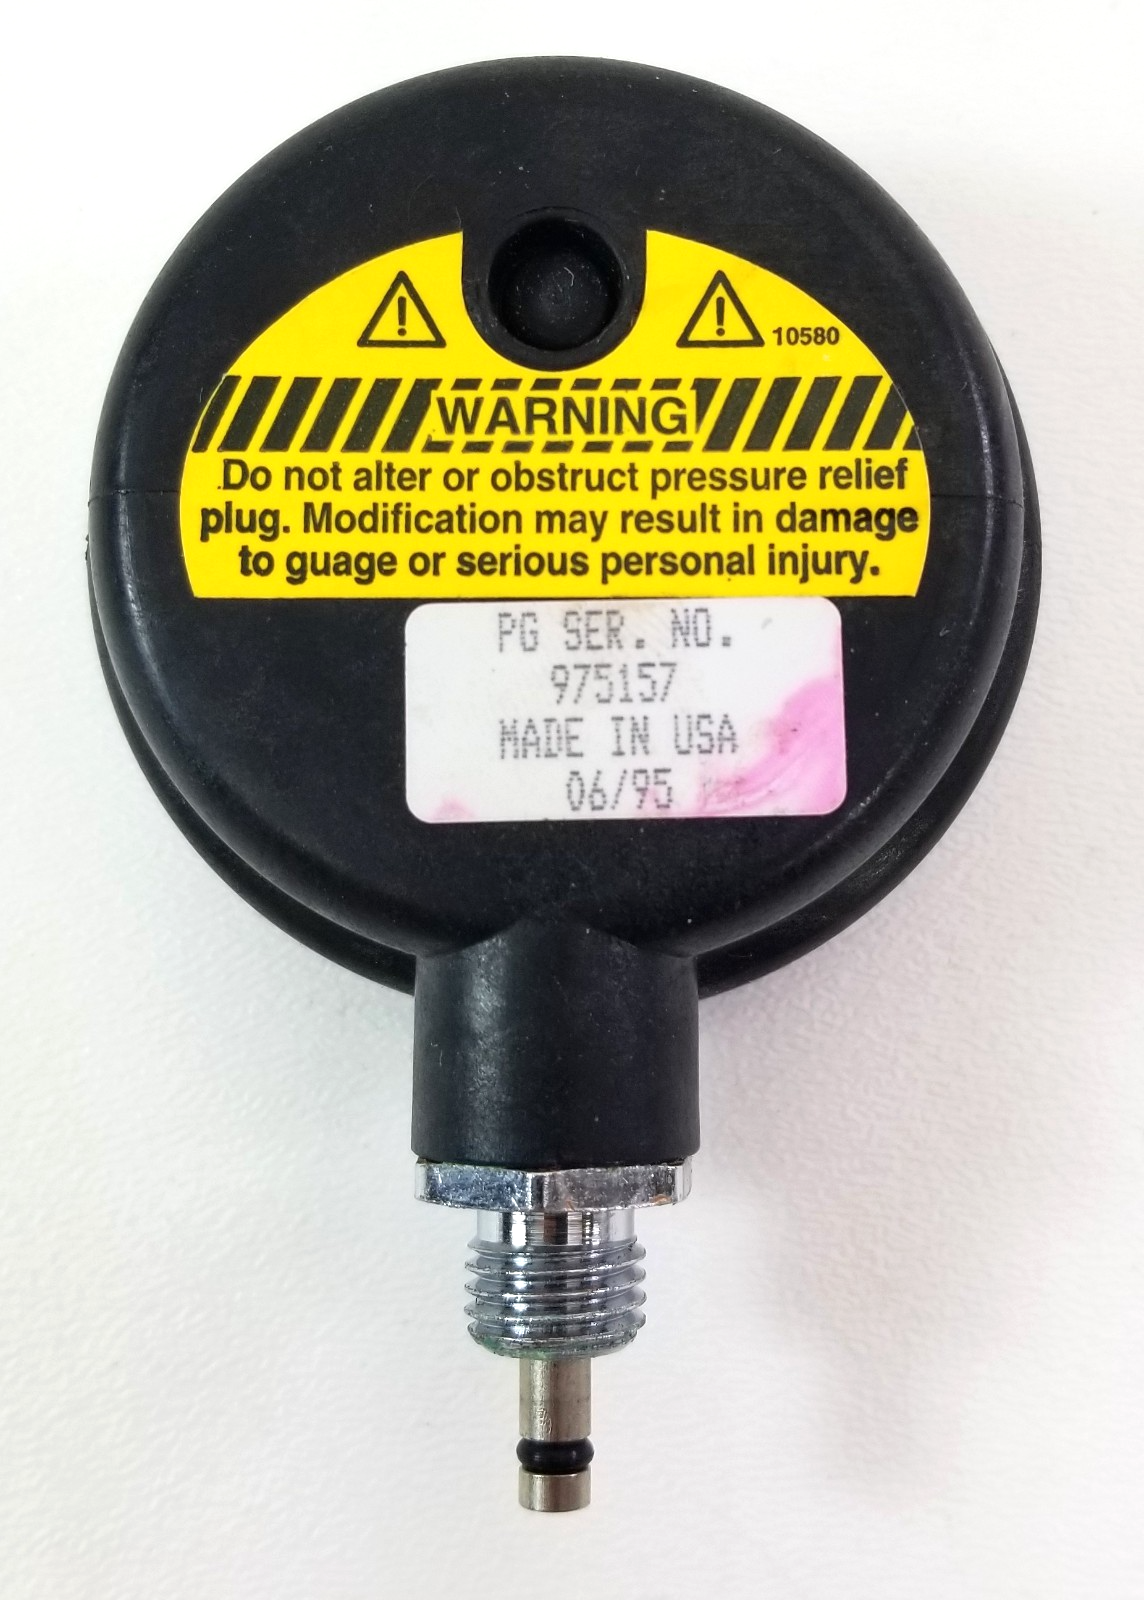 10580
WARNING
Do not alter or obstruct pressure relief
plug. Modification may result in damage
to guage or serious personal injury.
PG SER. NO.
975157
MADE IN USA
06/95